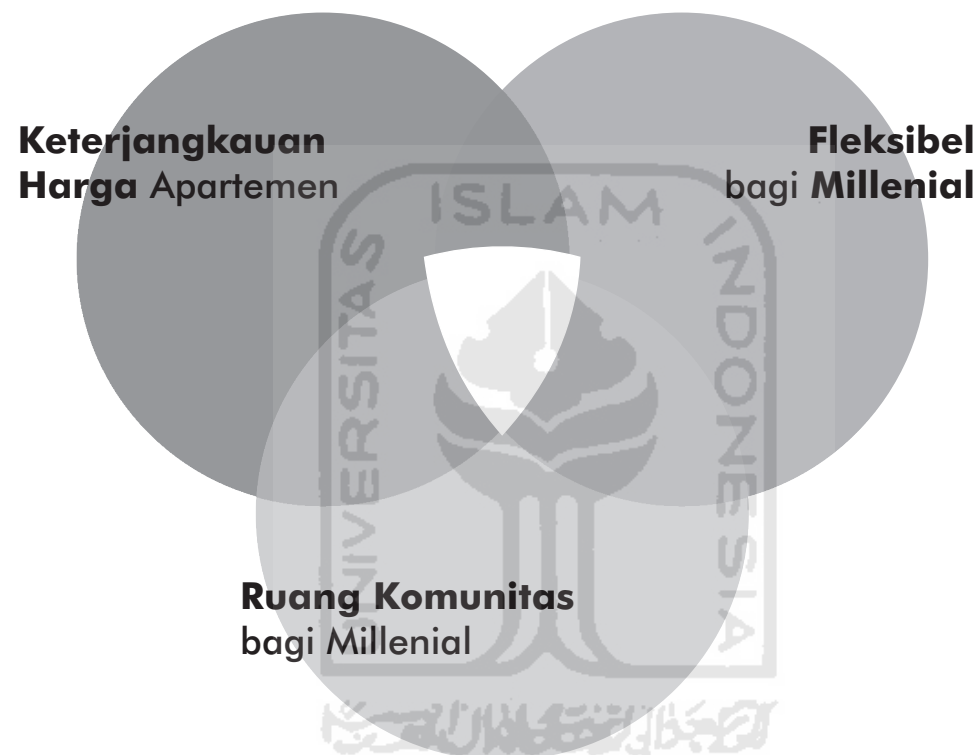 Keterjangkauan
Harga Apartemen
Fleksibel
bagi Millenial
ISLAM
UNIVERSITAS
INDONESIA
Ruang Komunitas
bagi Millenial